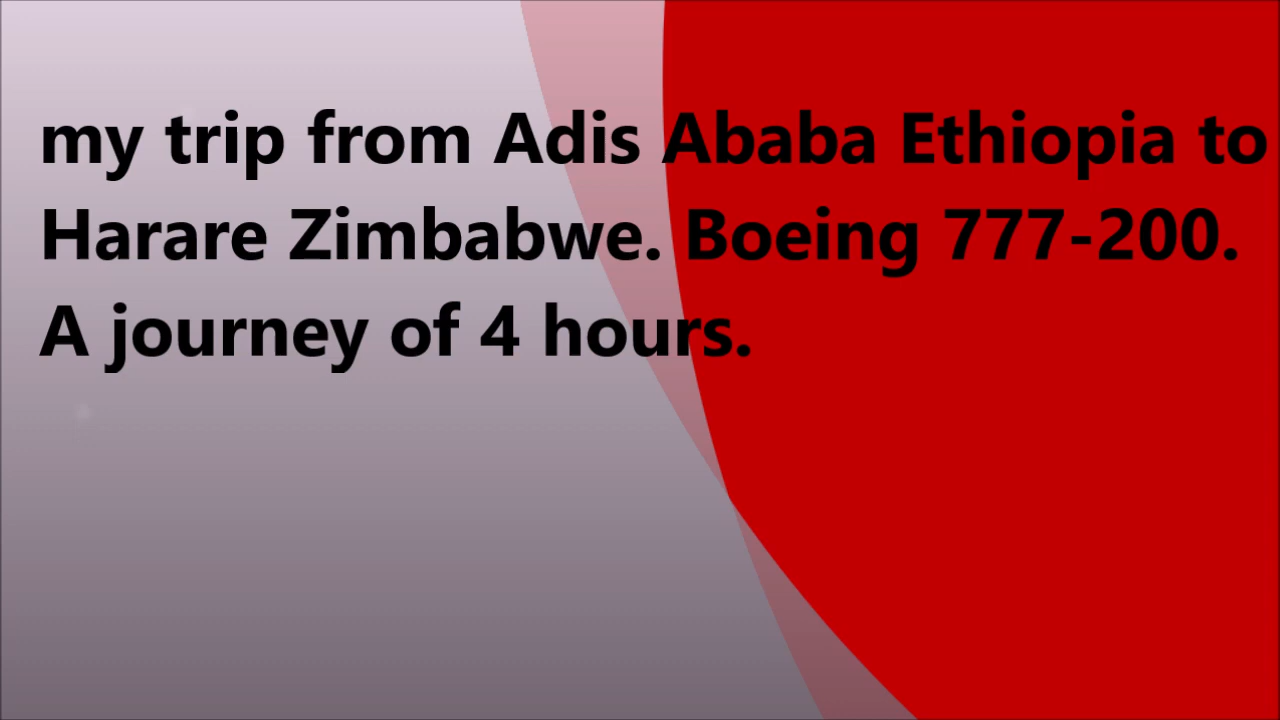 my trip from Adis Ababa Ethiopia to
Harare Zimbabwe. Boeing 777-200.
A journey of 4 hours.